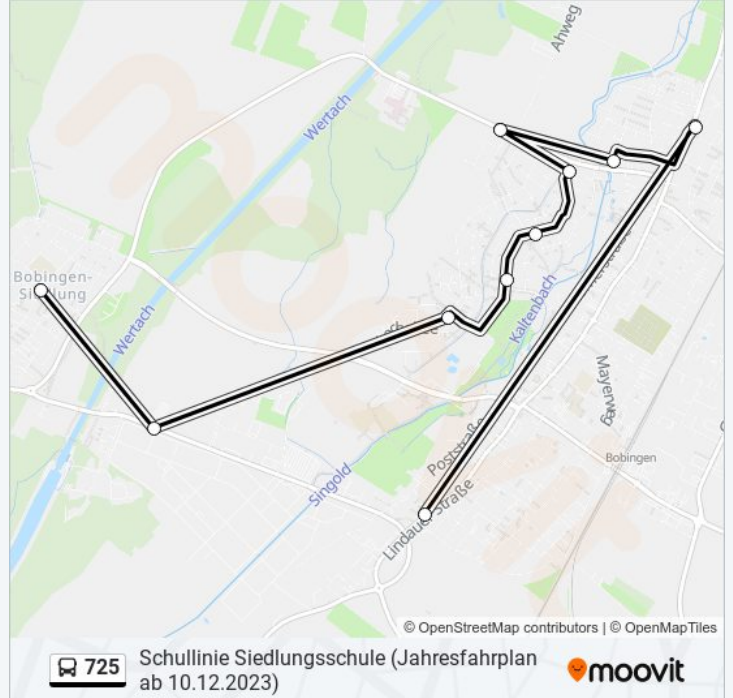 Ahweg
Wertach
Bobingen-
Siedlung
Wertach
Kaltenbach
Mayerweg
Poststraße
Bobingen
Singold
Lindauer Straße
© OpenStreetMap contributors | © OpenMapTiles
725
Schullinie Siedlungsschule (Jahresfahrplan
ab 10.12.2023)
moovit